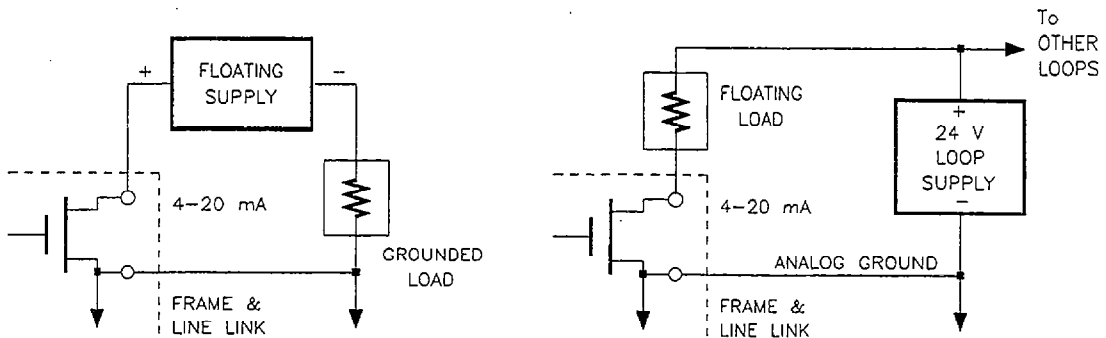 +
FLOATING
SUPPLY
−
4–20 mA
GROUNDED
LOAD
FRAME &
LINE LINK
To
OTHER
LOOPS
FLOATING
LOAD
+
24 V
LOOP
SUPPLY
−
4–20 mA
ANALOG GROUND
FRAME &
LINE LINK